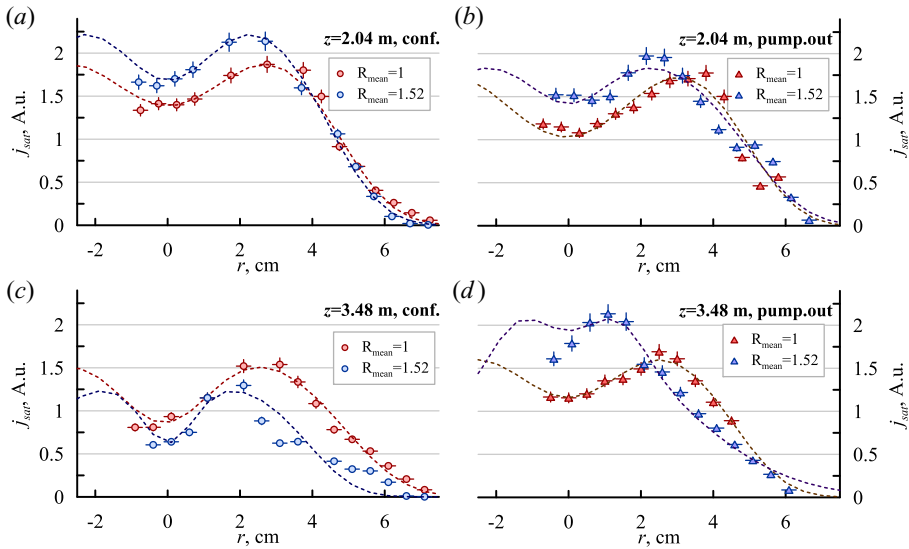 (a)
z=2.04 m, conf.
R_mean=1
R_mean=1.52
2
1.5
1
0.5
0
j_sat, A.u.
-2 0 2 4 6
r, cm
(b)
z=2.04 m, pump.out
R_mean=1
R_mean=1.52
2
1.5
1
0.5
0
j_sat, A.u.
-2 0 2 4 6
r, cm
(c)
z=3.48 m, conf.
R_mean=1
R_mean=1.52
2
1.5
1
0.5
0
j_sat, A.u.
-2 0 2 4 6
r, cm
(d)
z=3.48 m, pump.out
R_mean=1
R_mean=1.52
2
1.5
1
0.5
0
j_sat, A.u.
-2 0 2 4 6
r, cm